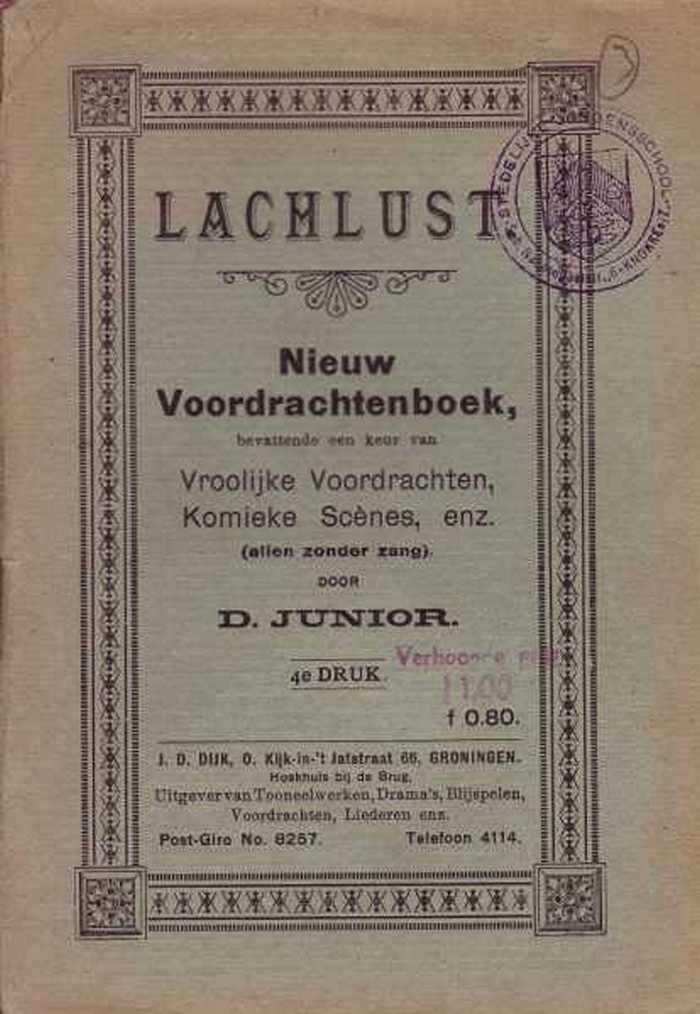 LACHLUST
Nieuw
Voordrachtenboek,
bevattende een keur van
Vroolijke Voordrachten,
Komieke Scènes, enz.
(allen zonder zang).
DOOR
D. JUNIOR.
4e DRUK.
Verhoogde prijs
f 1.00
f 0.80.
J. D. DIJK, O. Kijk-in-'t Jatstraat 66, GRONINGEN.
Hoekhuis bij de Brug,
Uitgever van Tooneelwerken, Drama's, Blijspelen,
Voordrachten, Liederen enz.
Post-Giro No. 8257.
Telefoon 4114.
KNOKKE